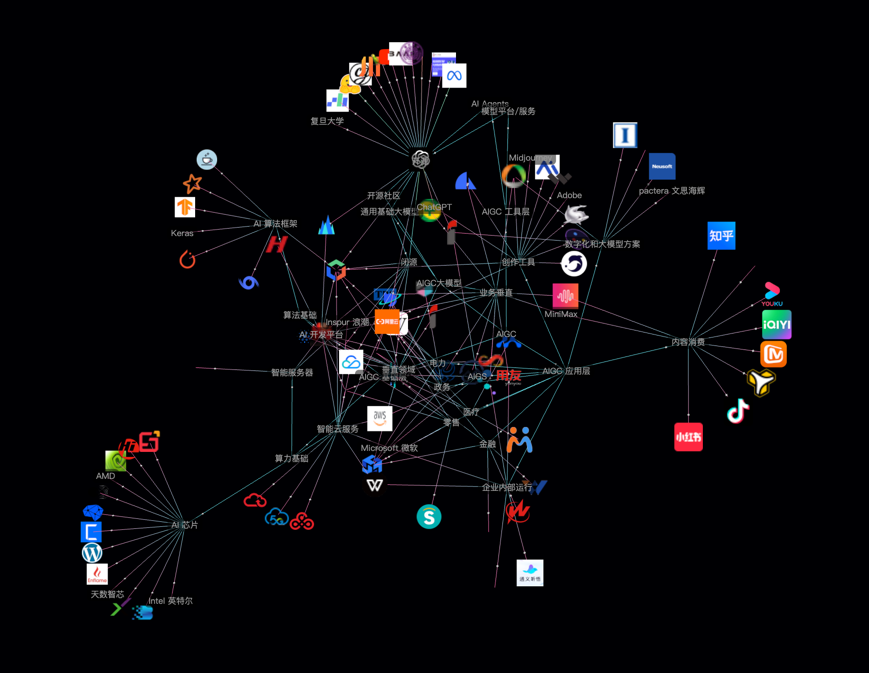 BAAI
AI Agents
模型平台/服务
复旦大学
Midjou
I
Neusoft
pactera 文思海辉
Adobe
开源社区
通用基础大模型
ChatGPT
AIGC 工具层
AI 算法框架
Keras
知乎
数字化和大模型方案
闭源
创作工具
AIGC大模型
业务垂直
MiniMax
YOUKU
iQIYI
算法基础
inspur 浪潮
AI 开发平台
阿里云
AIGC
内容消费
电力
垂直领域
AIGC
基础层
AIGS
用友
AIGC 应用层
智能服务器
政务
医疗
零售
aws
智能云服务
金融
小红书
Microsoft 微软
算力基础
企业内部运行
AMD
5G
S
AI 芯片
Enflame
通义听悟
天数智芯
Intel 英特尔